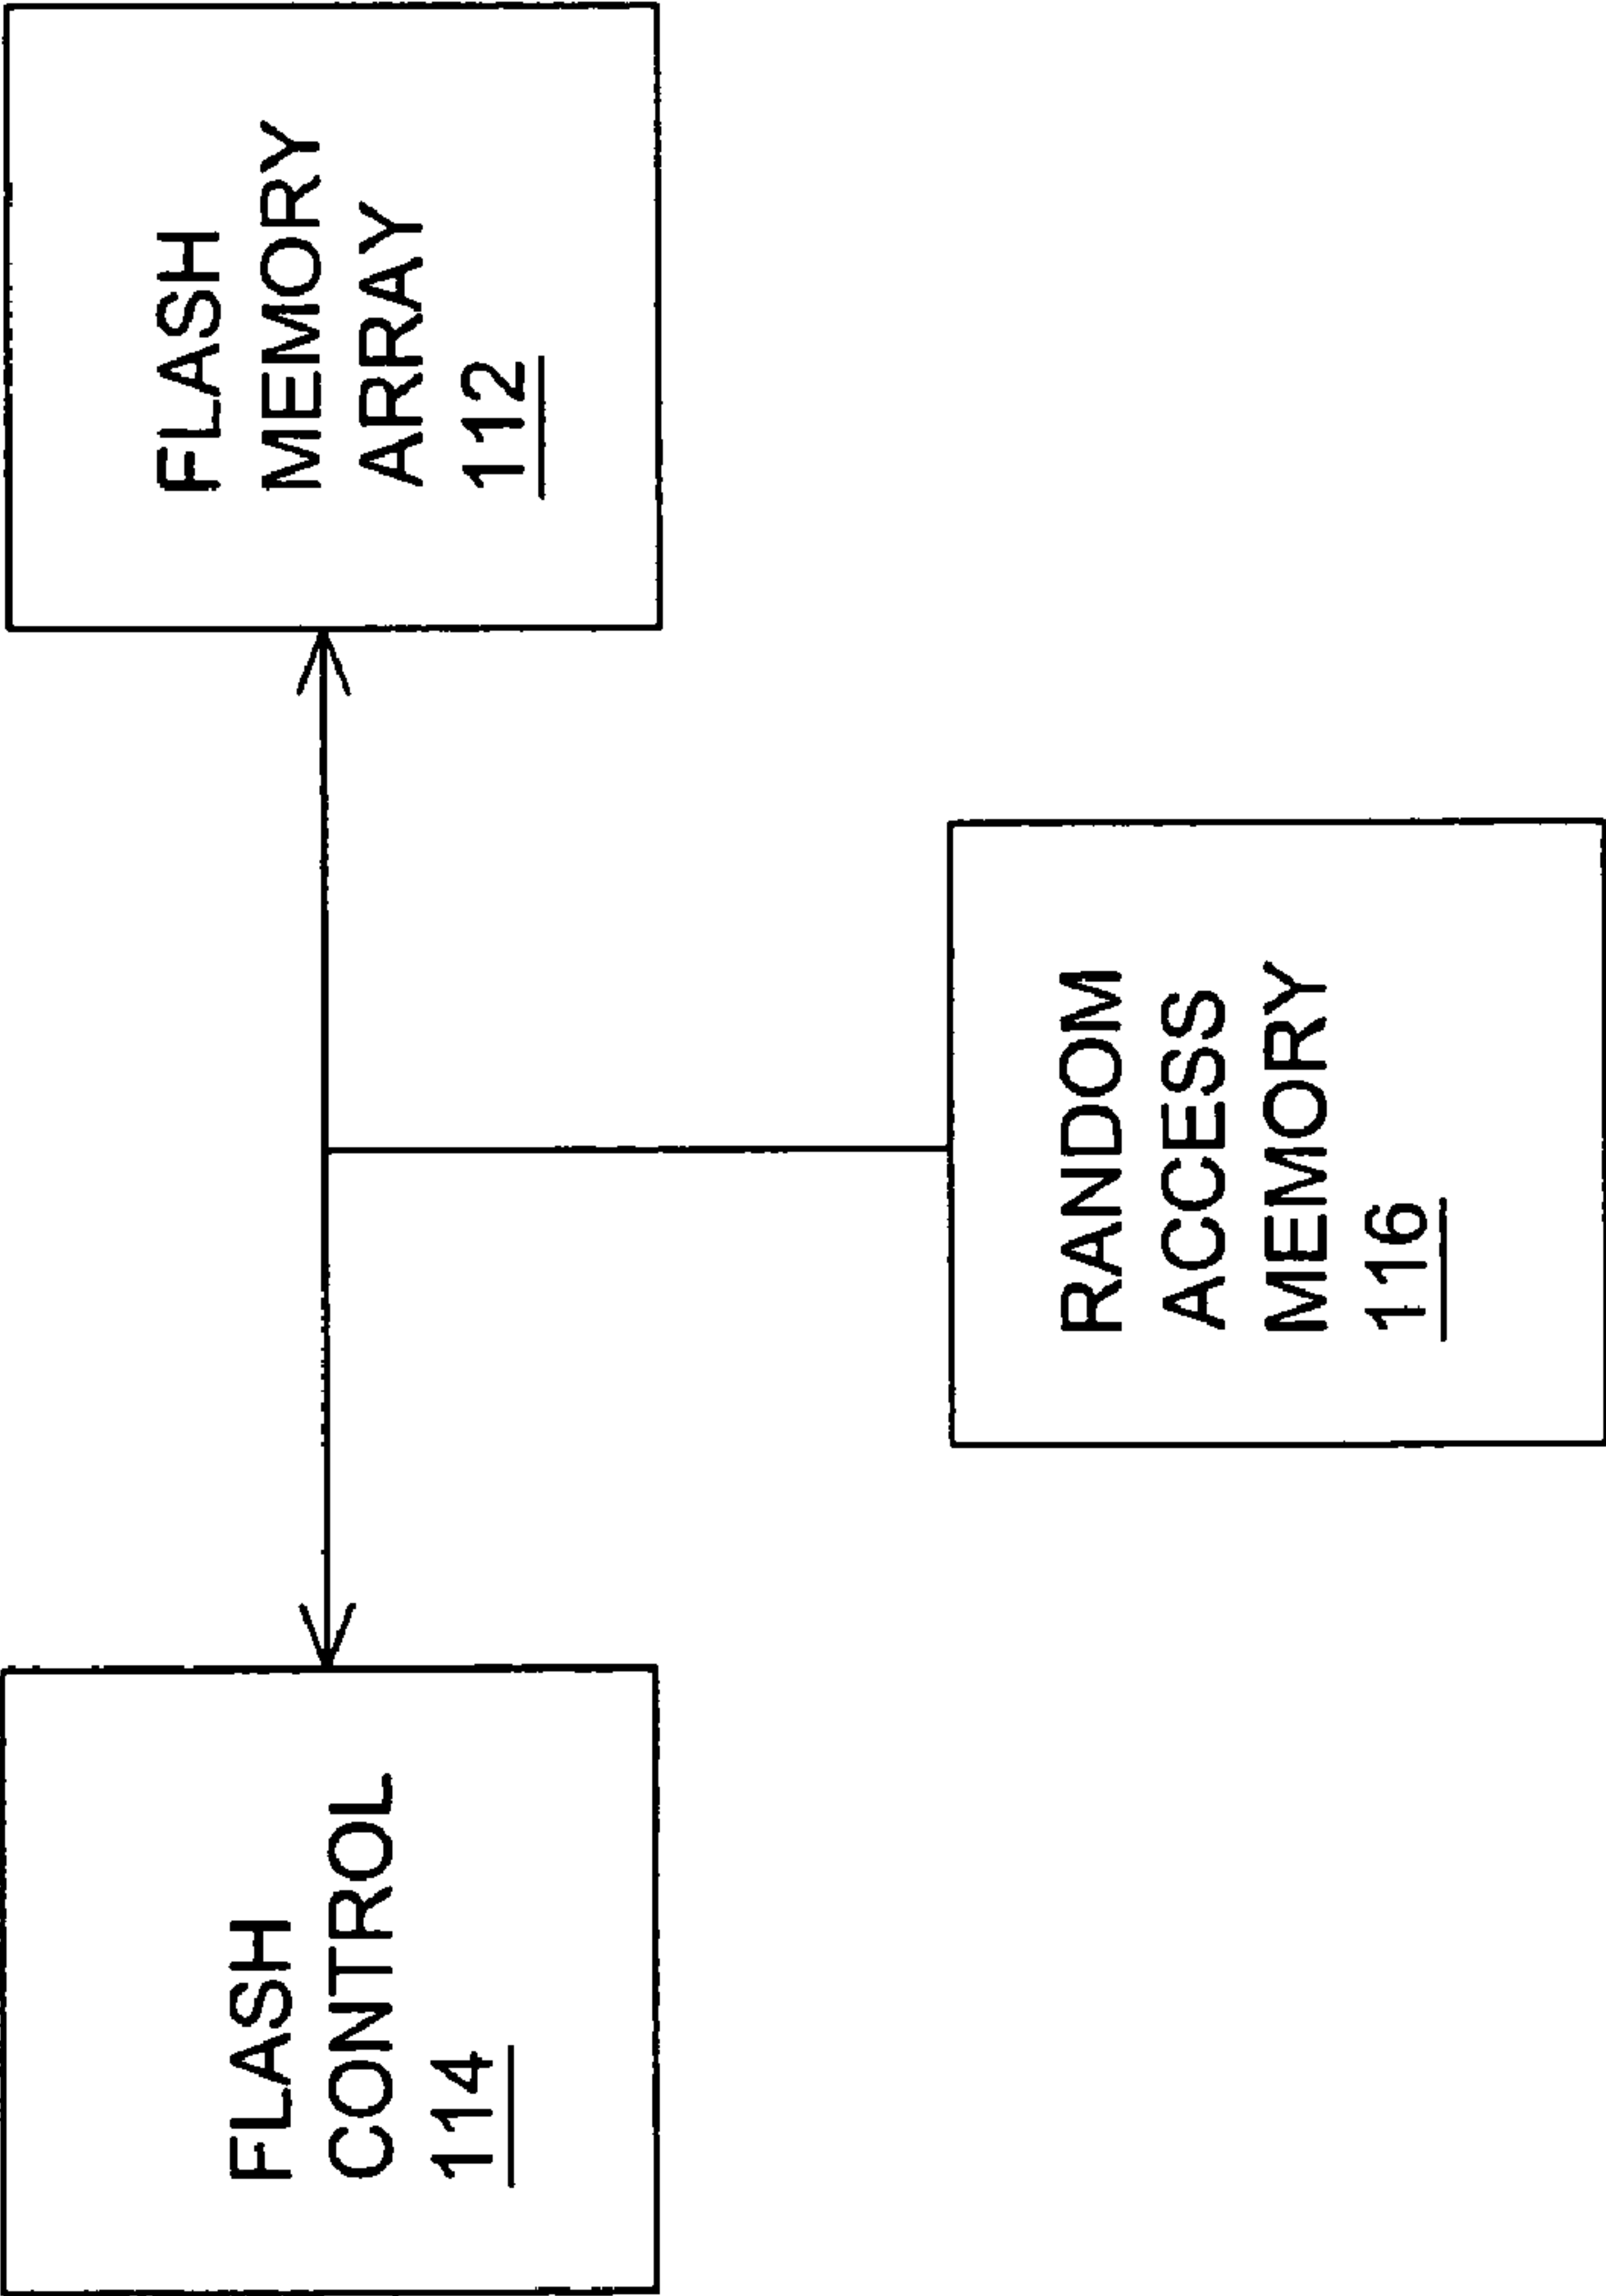 FLASH
CONTROL
114
FLASH
MEMORY
ARRAY
112
RANDOM
ACCESS
MEMORY
116